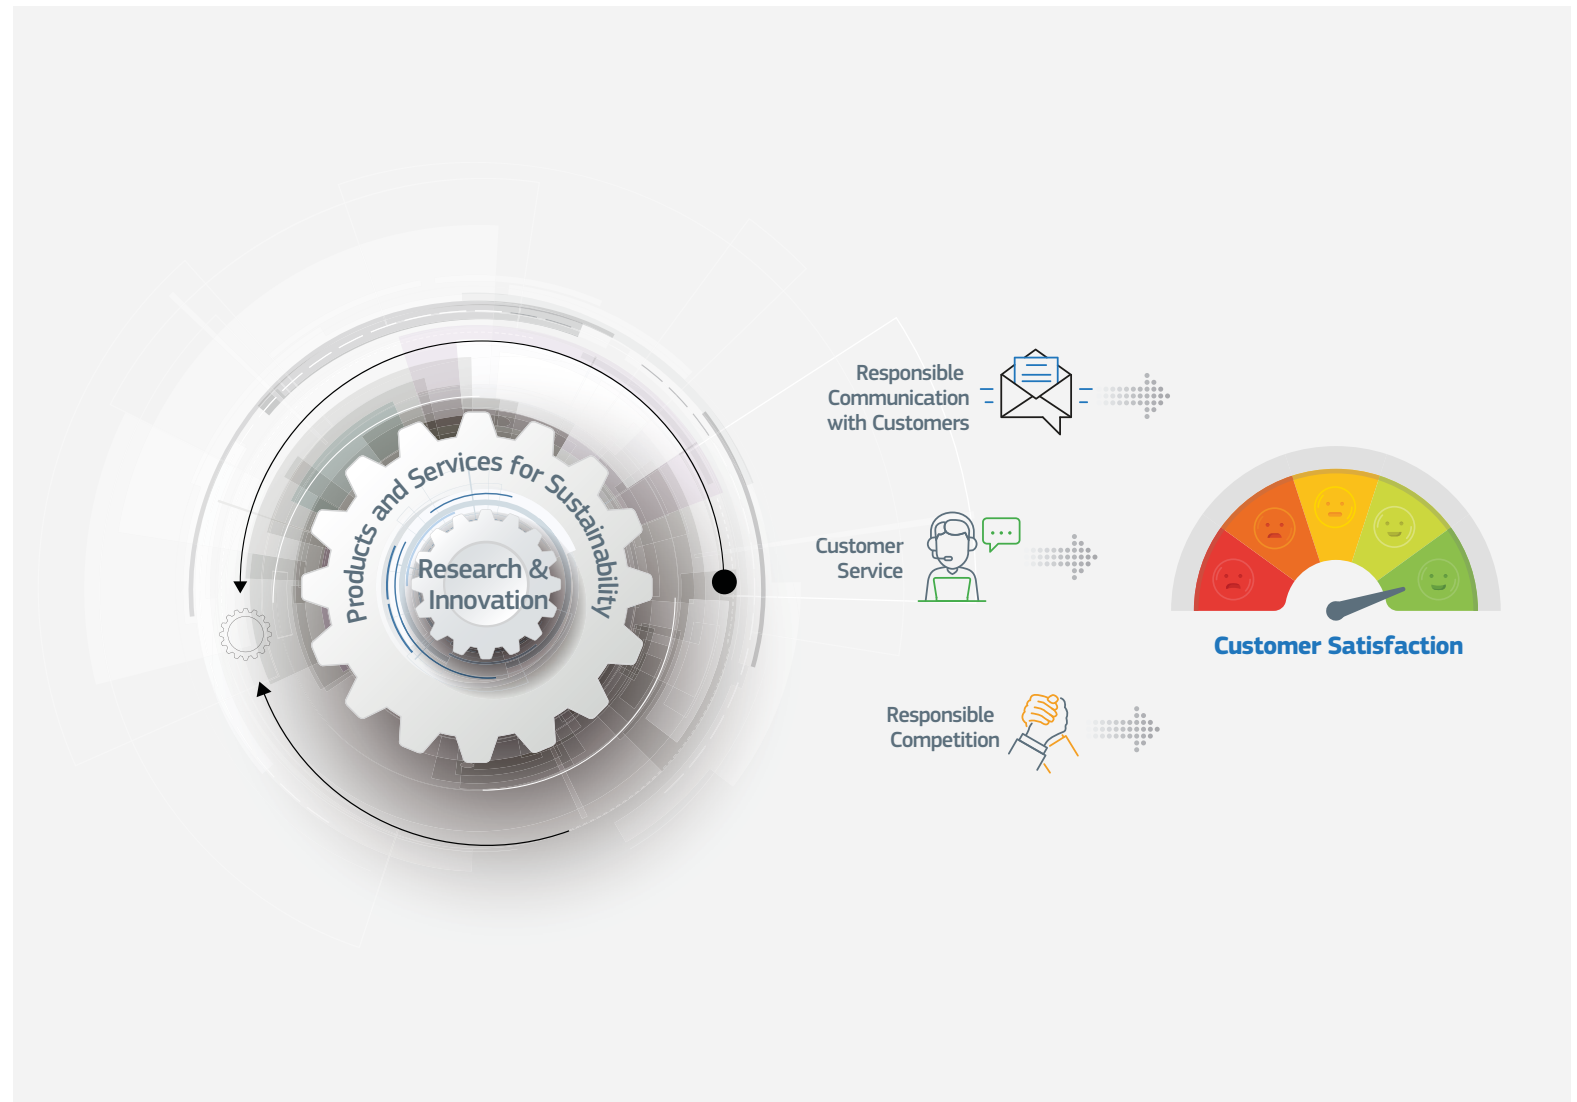 Products and Services for Sustainability
Research &
Innovation
Responsible
Communication
with Customers
Customer
Service
Responsible
Competition
Customer Satisfaction